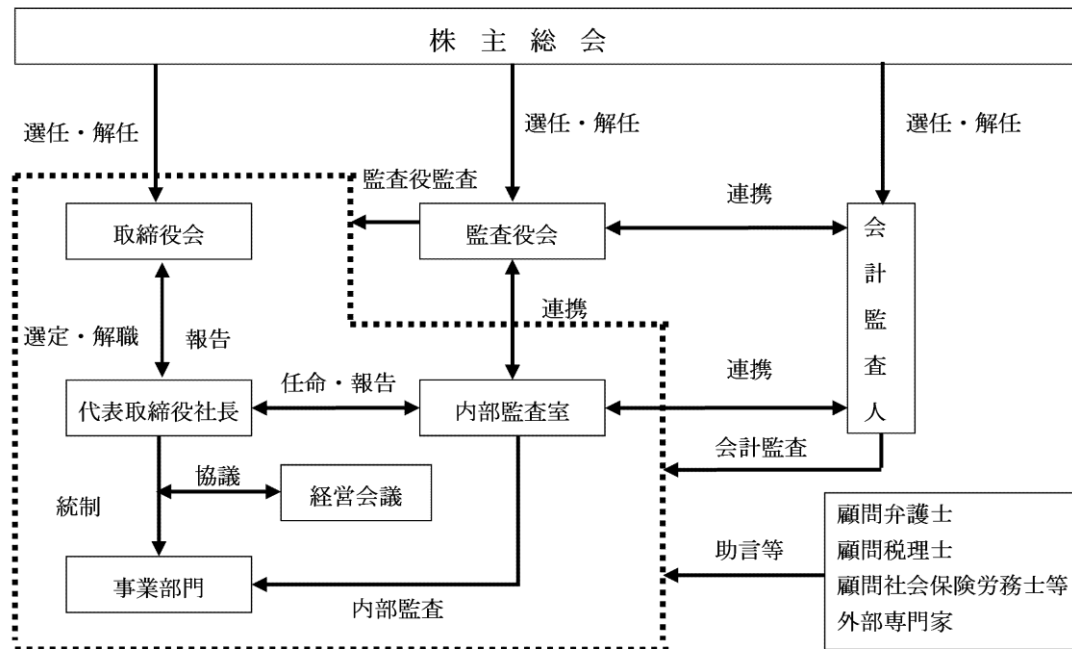 株主総会
選任・解任
選任・解任
選任・解任
監査役監査
連携
取締役会
監査役会
会計監査人
連携
選定・解職
報告
任命・報告
連携
代表取締役社長
内部監査室
会計監査
協議
経営会議
統制
顧問弁護士
顧問税理士
顧問社会保険労務士等
外部専門家
助言等
事業部門
内部監査